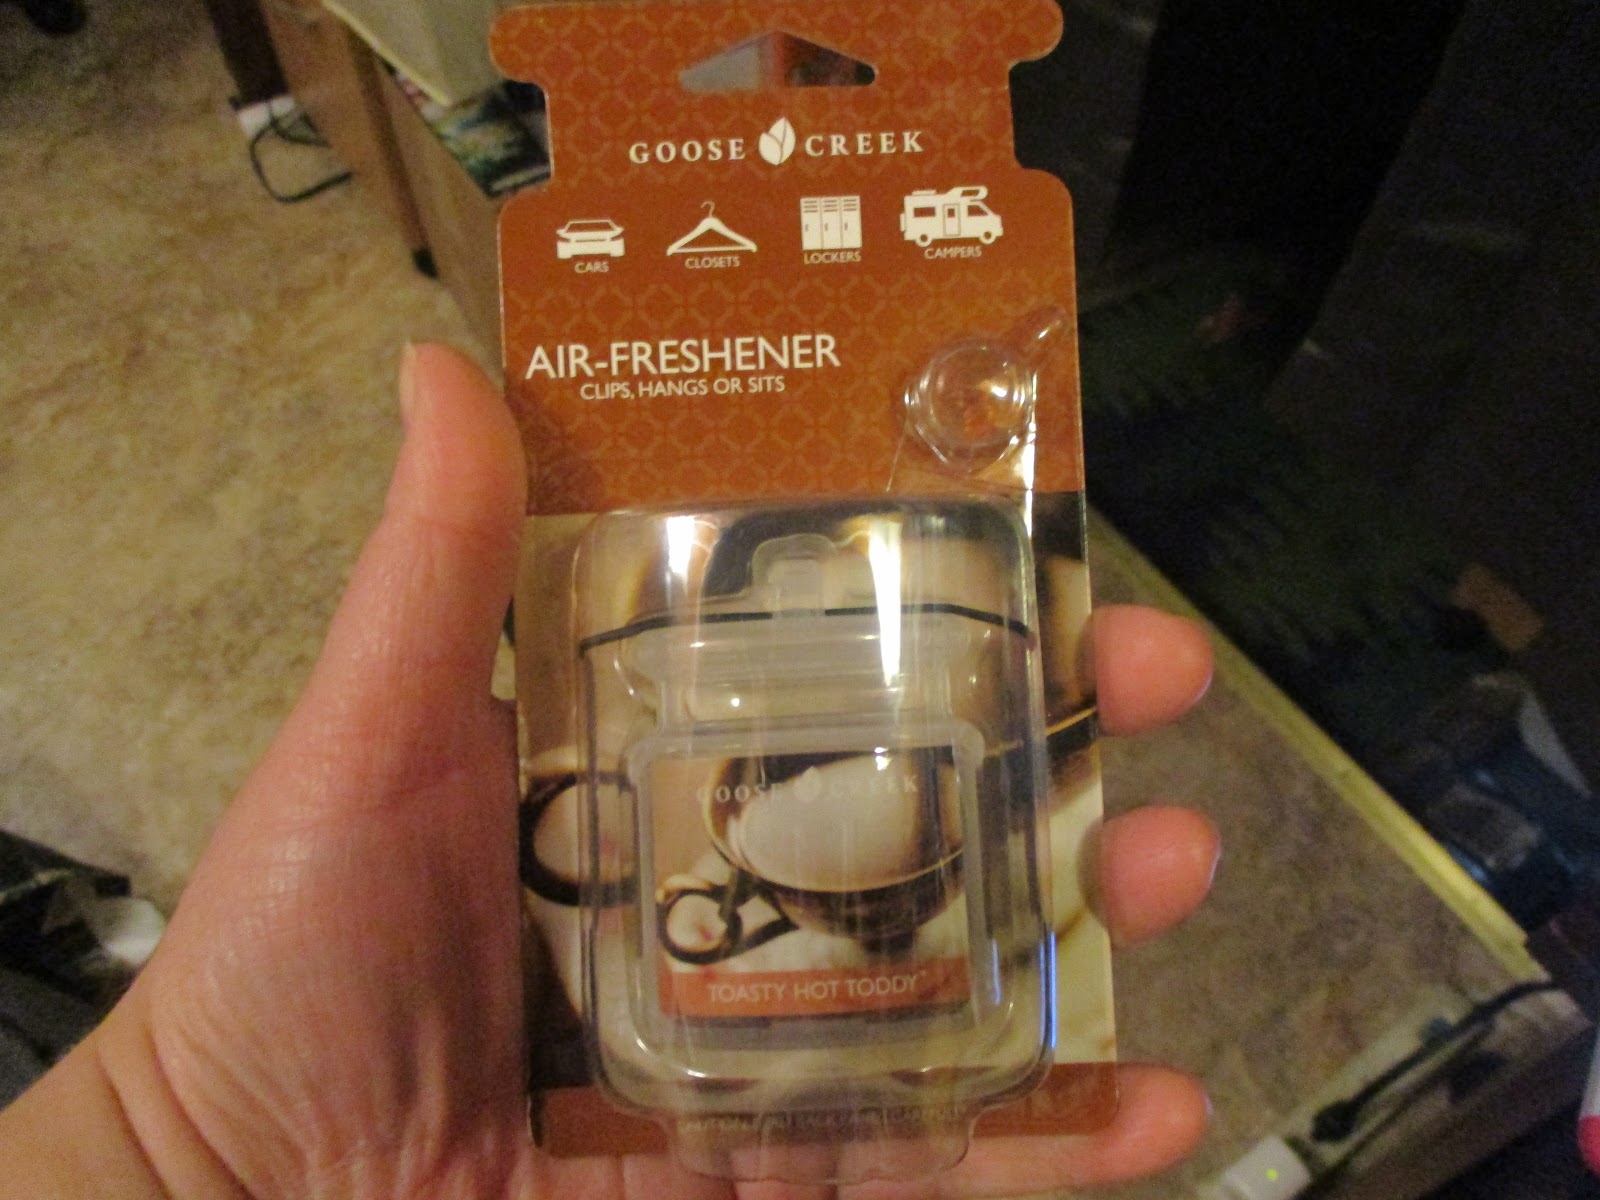 GOOSE CREEK
CARS CLOSETS LOCKERS CAMPERS
AIR-FRESHENER
CLIPS, HANGS OR SITS
GOOSE CREEK
TOASTY HOT TODDY